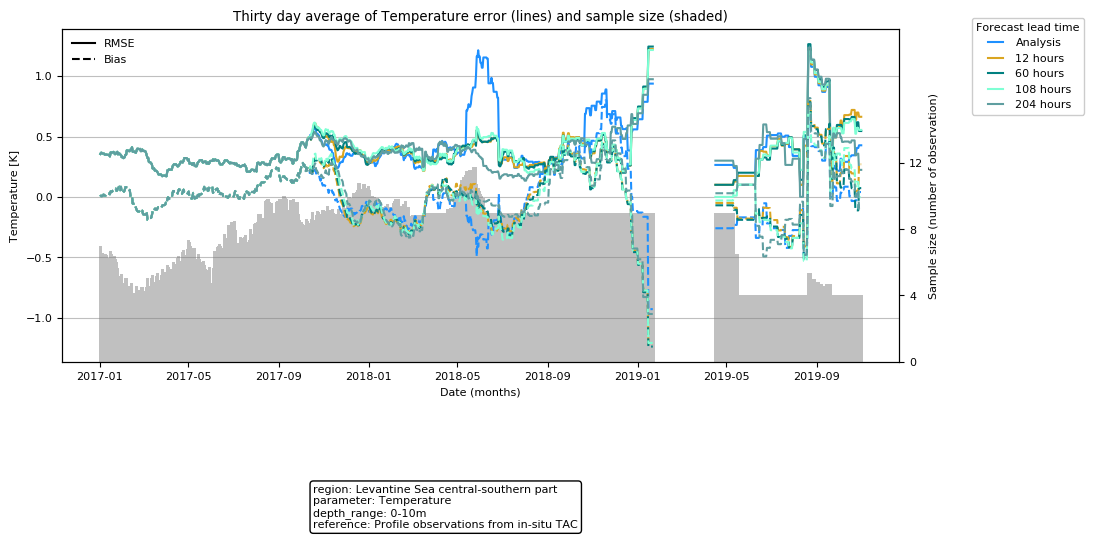 Thirty day average of Temperature error (lines) and sample size (shaded)
Forecast lead time
Analysis
12 hours
60 hours
108 hours
204 hours
RMSE
Bias
Temperature [K]
1.0
0.5
0.0
−0.5
−1.0
Sample size (number of observation)
12
8
4
0
2017-01
2017-05
2017-09
2018-01
2018-05
2018-09
2019-01
2019-05
2019-09
Date (months)
region: Levantine Sea central-southern part
parameter: Temperature
depth_range: 0-10m
reference: Profile observations from in-situ TAC